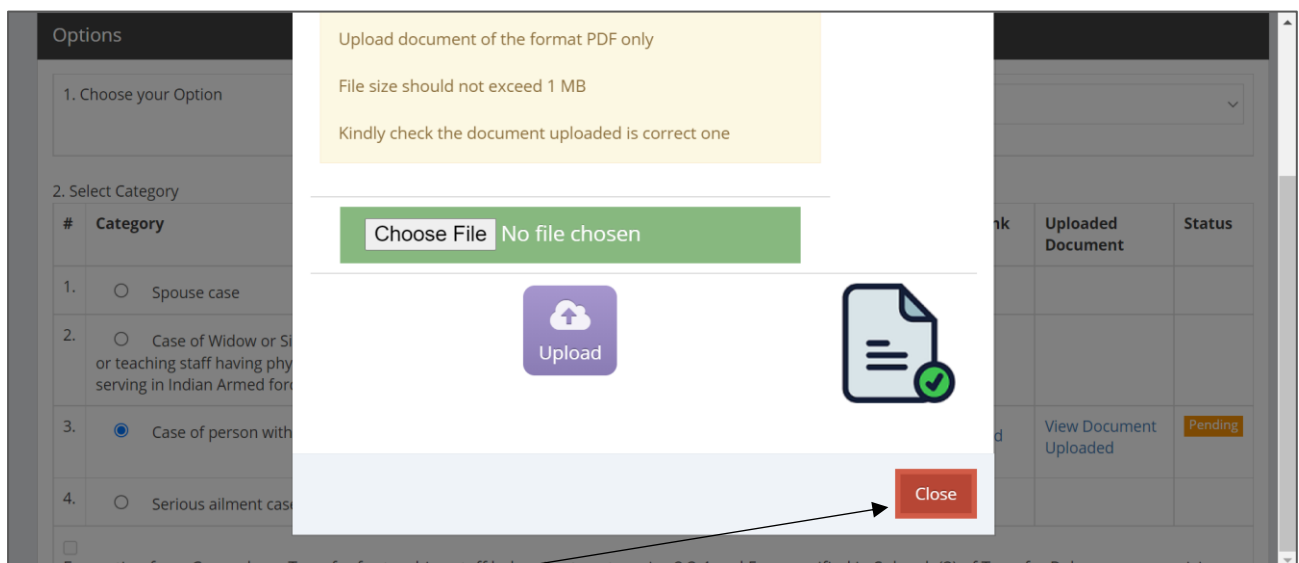 Options
Upload document of the format PDF only
File size should not exceed 1 MB
Kindly check the document uploaded is correct one
1. Choose your Option
2. Select Category
# Category
nk Uploaded Document Status
Choose File No file chosen
1. Spouse case
2. Case of Widow or Si
or teaching staff having phy
serving in Indian Armed forc
Upload
3. Case of person with
d View Document Uploaded Pending
4. Serious ailment case
Close